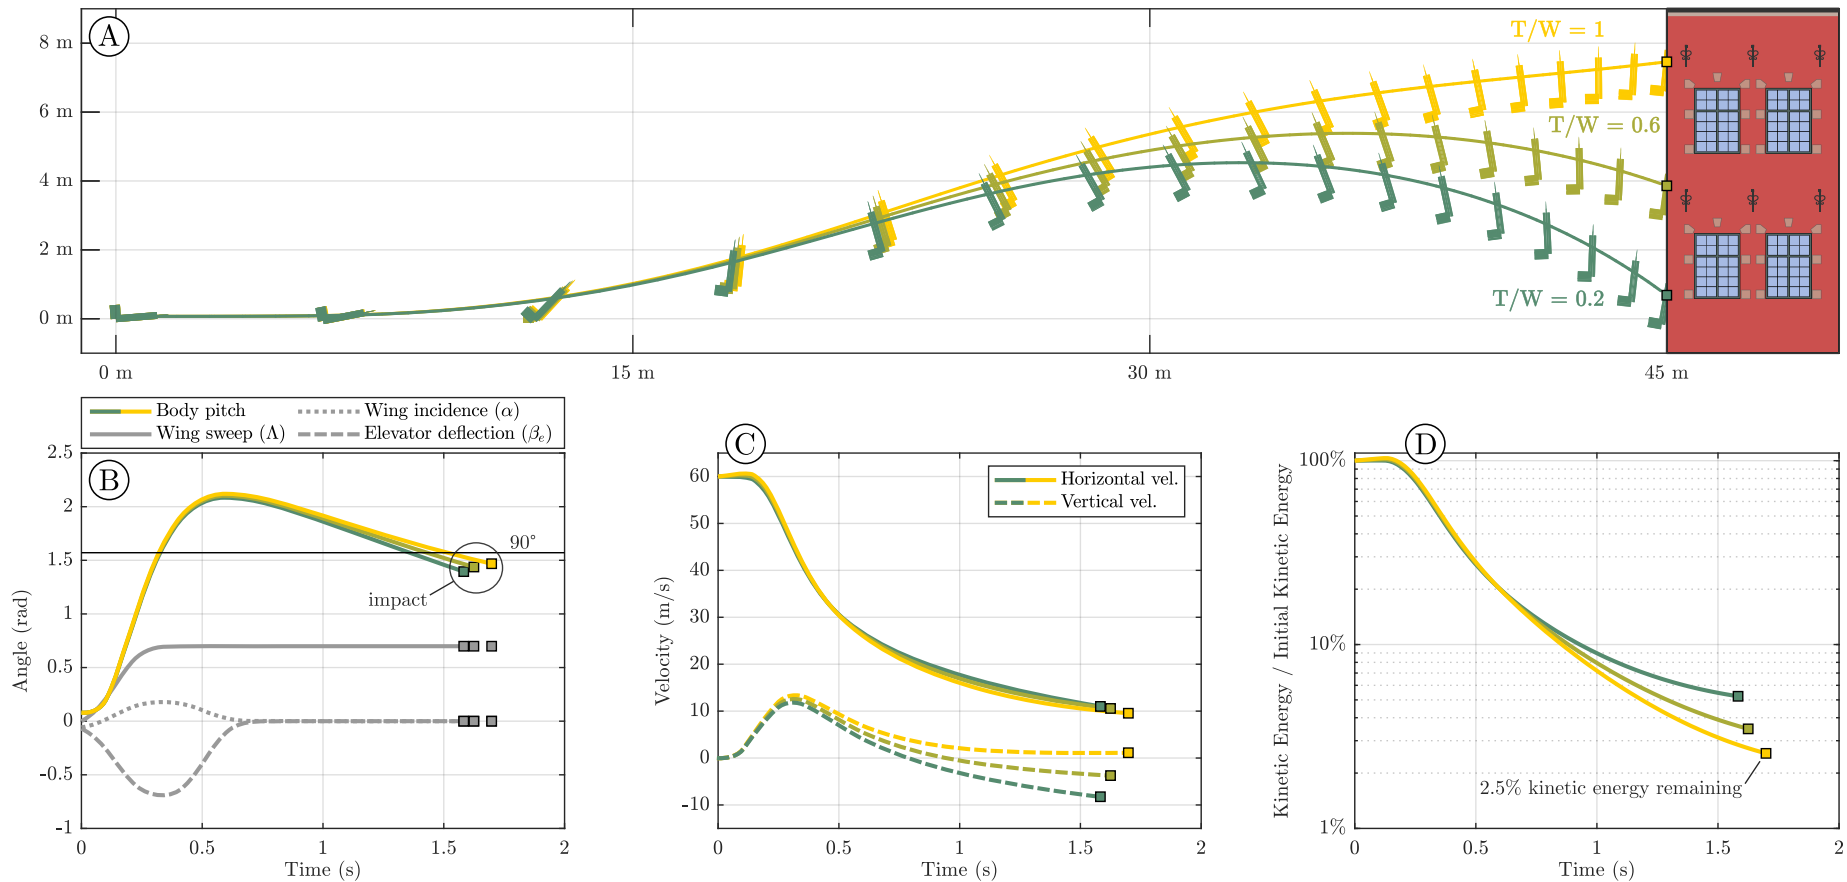 A
8 m
6 m
4 m
2 m
0 m
T/W = 1
T/W = 0.6
T/W = 0.2
0 m
15 m
30 m
45 m
Body pitch
Wing incidence (α)
Wing sweep (Λ)
Elevator deflection (βe)
B
2.5
2
1.5
1
0.5
0
-0.5
-1
Angle (rad)
90°
impact
0
0.5
1
1.5
2
Time (s)
C
60
50
40
30
20
10
0
-10
Velocity (m/s)
Horizontal vel.
Vertical vel.
0
0.5
1
1.5
2
Time (s)
D
100%
10%
1%
Kinetic Energy / Initial Kinetic Energy
2.5% kinetic energy remaining
0
0.5
1
1.5
2
Time (s)